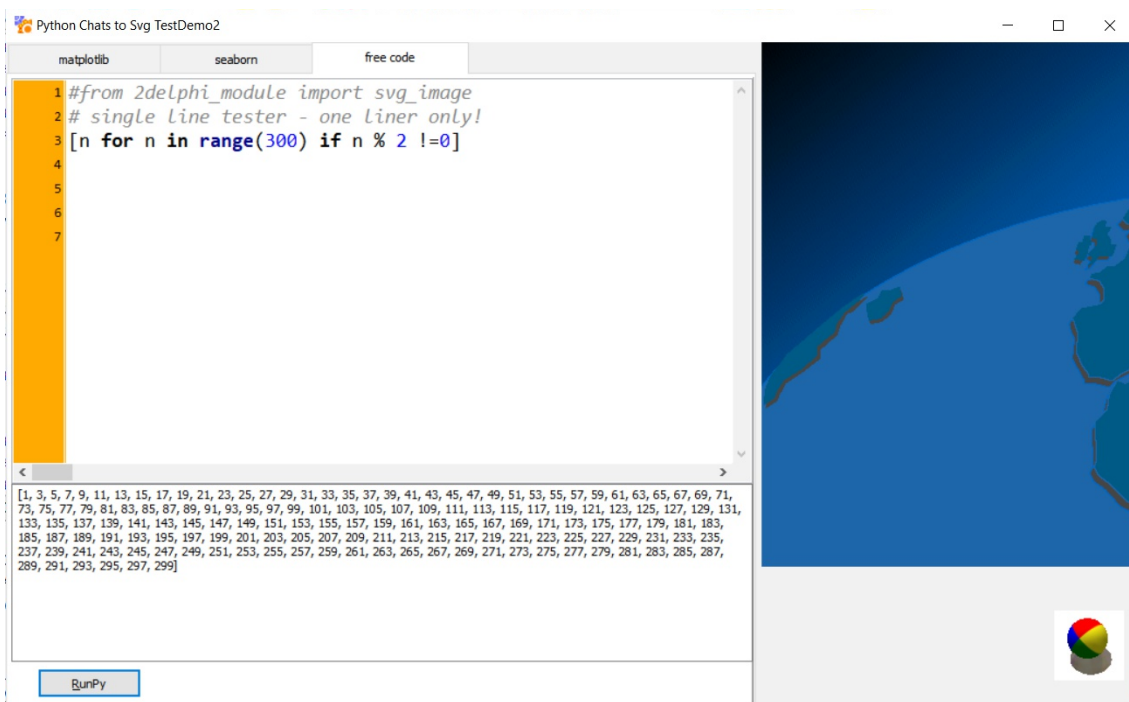 Python Chats to Svg TestDemo2
matplotlib seaborn free code
1 #from 2delphi_module import svg_image
2 # single line tester - one liner only!
3 [n for n in range(300) if n % 2 !=0]
4
5
6
7
[1, 3, 5, 7, 9, 11, 13, 15, 17, 19, 21, 23, 25, 27, 29, 31, 33, 35, 37, 39, 41, 43, 45, 47, 49, 51, 53, 55, 57, 59, 61, 63, 65, 67, 69, 71,
73, 75, 77, 79, 81, 83, 85, 87, 89, 91, 93, 95, 97, 99, 101, 103, 105, 107, 109, 111, 113, 115, 117, 119, 121, 123, 125, 127, 129, 131,
133, 135, 137, 139, 141, 143, 145, 147, 149, 151, 153, 155, 157, 159, 161, 163, 165, 167, 169, 171, 173, 175, 177, 179, 181, 183,
185, 187, 189, 191, 193, 195, 197, 199, 201, 203, 205, 207, 209, 211, 213, 215, 217, 219, 221, 223, 225, 227, 229, 231, 233, 235,
237, 239, 241, 243, 245, 247, 249, 251, 253, 255, 257, 259, 261, 263, 265, 267, 269, 271, 273, 275, 277, 279, 281, 283, 285, 287,
289, 291, 293, 295, 297, 299]
RunPy